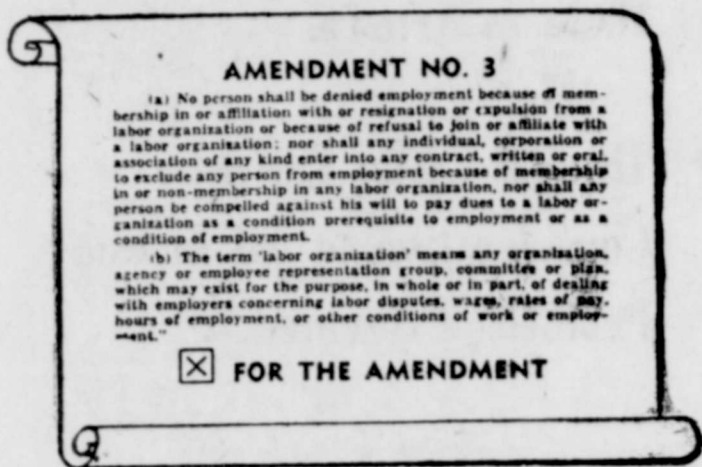 AMENDMENT NO. 3
(a) No person shall be denied employment because of mem-
bership in or affiliation with or resignation or expulsion from a
labor organization or because of refusal to join or affiliate with
a labor organization; nor shall any individual, corporation or
association of any kind enter into any contract, written or oral,
to exclude any person from employment because of membership
in or non-membership in any labor organization, nor shall any
person be compelled against his will to pay dues to a labor or-
ganization as a condition prerequisite to employment or as a
condition of employment.
(b) The term 'labor organization' means any organization,
agency or employee representation group, committee or plan,
which may exist for the purpose, in whole or in part, of dealing
with employers concerning labor disputes, wages, rates of pay,
hours of employment, or other conditions of work or employ-
ment."
FOR THE AMENDMENT